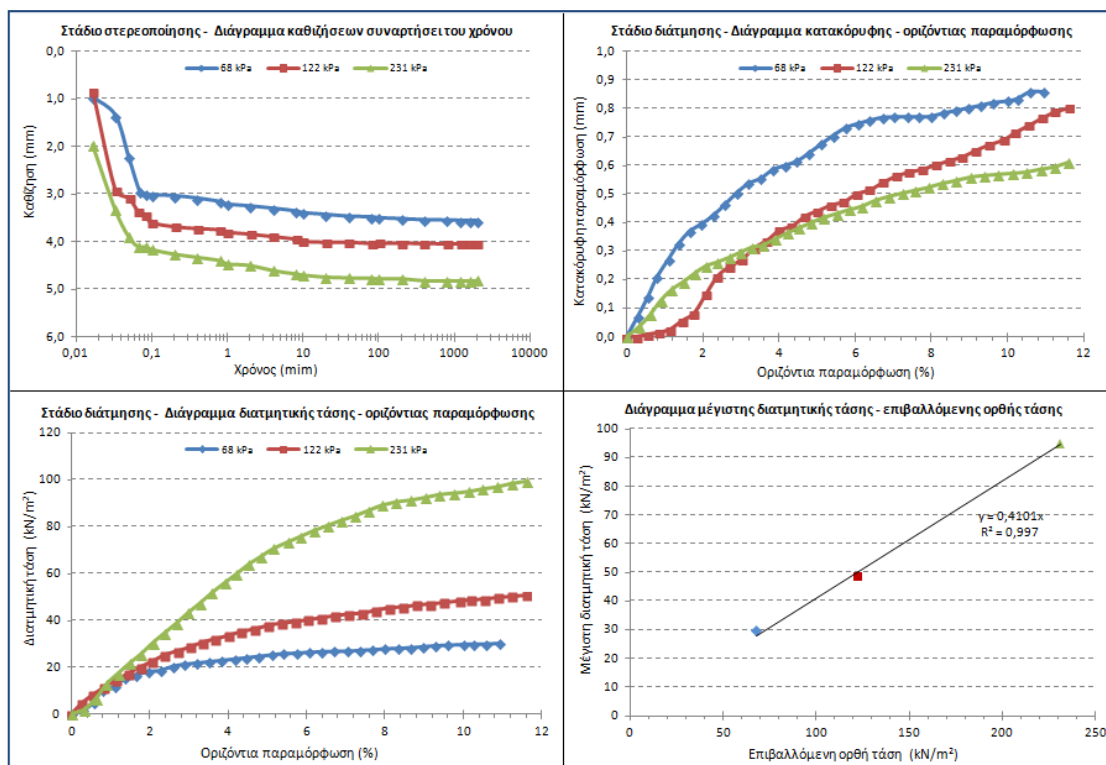 Στάδιο στερεοποίησης - Διάγραμμα καθιζήσεων συναρτήσει του χρόνου
68 kPa 122 kPa 231 kPa
Καθίζηση (mm)
0,0
1,0
2,0
3,0
4,0
5,0
6,0
0,01 0,1 1 10 100 1000 10000
Χρόνος (mim)
Στάδιο διάτμησης - Διάγραμμα κατακόρυφης - οριζόντιας παραμόρφωσης
68 kPa 122 kPa 231 kPa
Κατακόρυφη παραμόρφωση (mm)
1,0
0,9
0,8
0,7
0,6
0,5
0,4
0,3
0,2
0,1
0,0
0 2 4 6 8 10 12
Οριζόντια παραμόρφωση (%)
Στάδιο διάτμησης - Διάγραμμα διατμητικής τάσης - οριζόντιας παραμόρφωσης
68 kPa 122 kPa 231 kPa
Διατμητική τάση (kN/m²)
120
100
80
60
40
20
0
0 2 4 6 8 10 12
Οριζόντια παραμόρφωση (%)
Διάγραμμα μέγιστης διατμητικής τάσης - επιβαλλόμενης ορθής τάσης
Μέγιστη διατμητική τάση (kN/m²)
100
90
80
70
60
50
40
30
20
10
0
y = 0,4101x
R² = 0,997
0 50 100 150 200 250
Επιβαλλόμενη ορθή τάση (kN/m²)